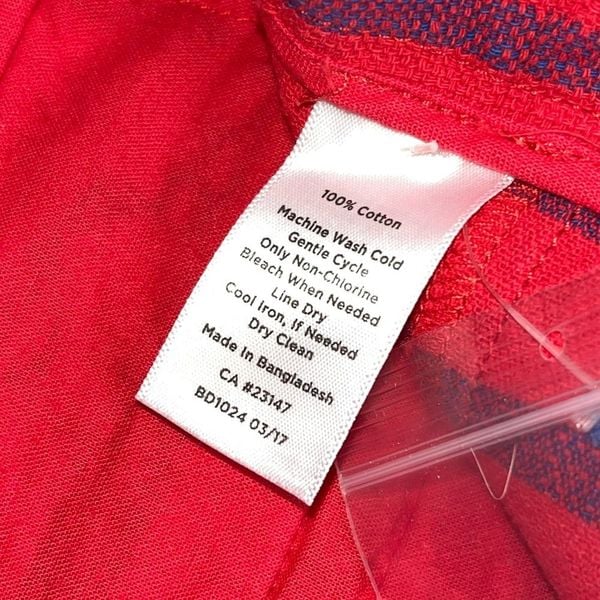 100% Cotton
Machine Wash Cold
Gentle Cycle
Only Non-Chlorine
Bleach When Needed
Line Dry
Cool Iron, If Needed
Dry Clean
Made In Bangladesh
CA #23147
BD1024 03/17